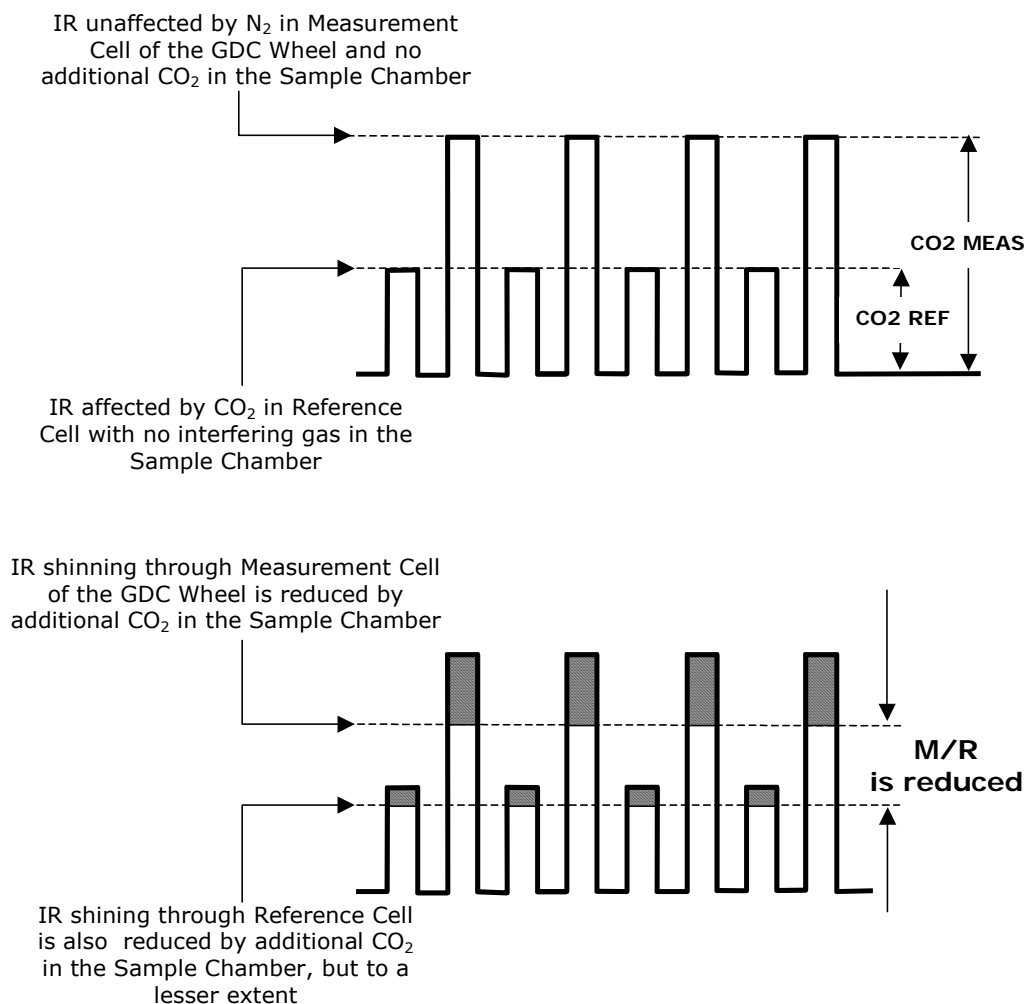 IR unaffected by N₂ in Measurement
Cell of the GDC Wheel and no
additional CO₂ in the Sample Chamber
CO2 MEAS
CO2 REF
IR affected by CO₂ in Reference
Cell with no interfering gas in the
Sample Chamber
IR shinning through Measurement Cell
of the GDC Wheel is reduced by
additional CO₂ in the Sample Chamber
M/R
is reduced
IR shining through Reference Cell
is also reduced by additional CO₂
in the Sample Chamber, but to a
lesser extent